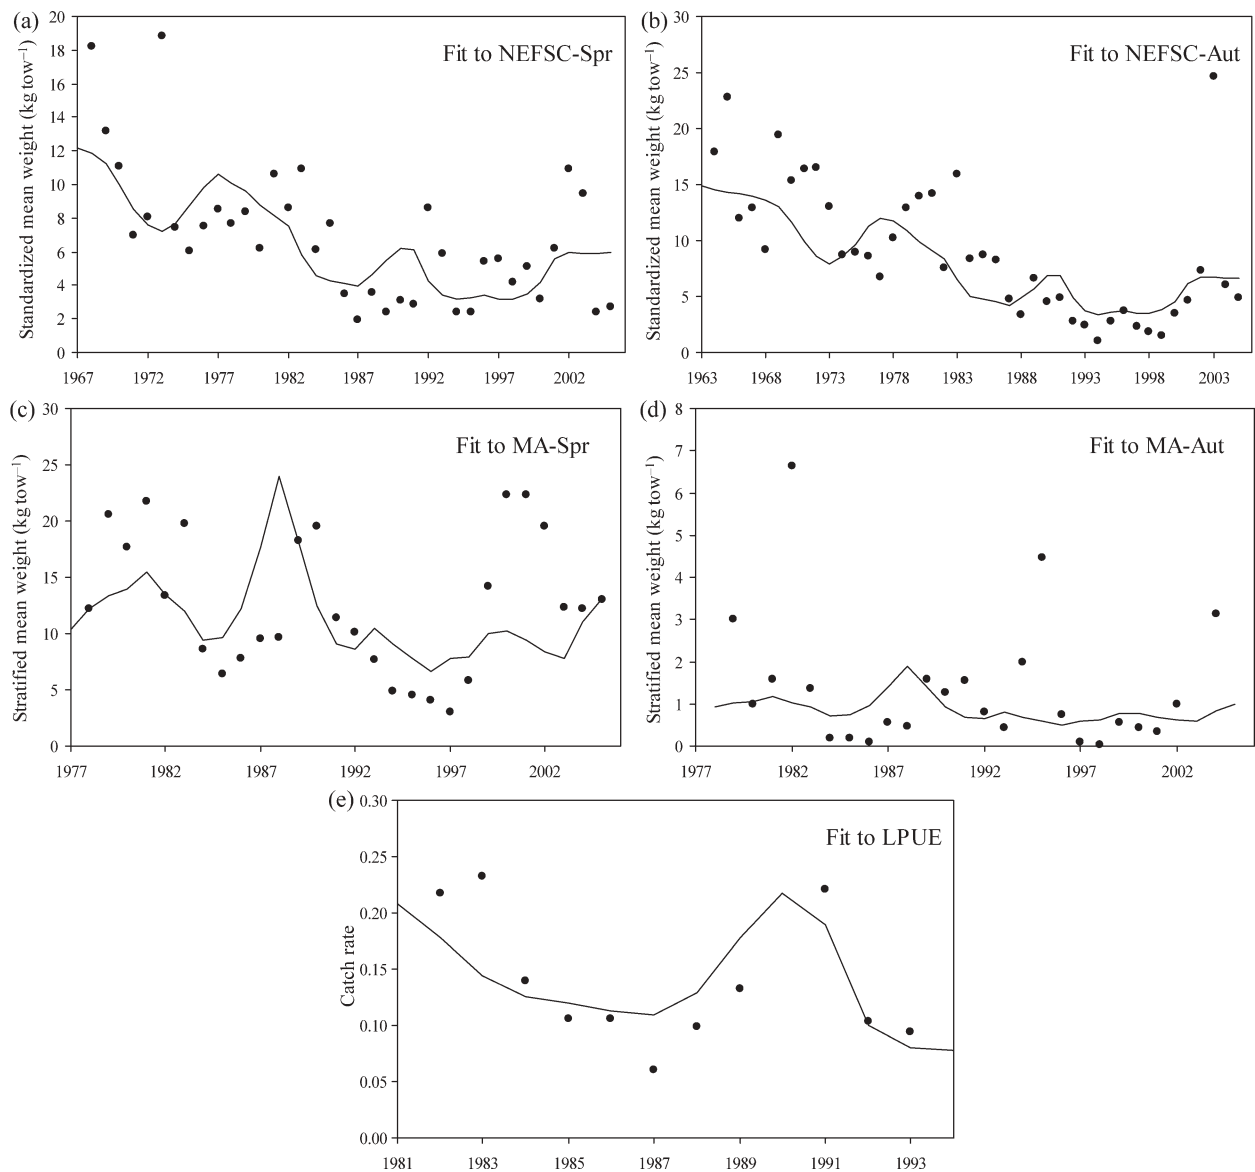 (a)
Fit to NEFSC-Spr
Standardized mean weight (kg tow⁻¹)
20
18
16
14
12
10
8
6
4
2
0
1967 1972 1977 1982 1987 1992 1997 2002
(b)
Fit to NEFSC-Aut
Standardized mean weight (kg tow⁻¹)
30
25
20
15
10
5
0
1963 1968 1973 1978 1983 1988 1993 1998 2003
(c)
Fit to MA-Spr
Stratified mean weight (kg tow⁻¹)
30
25
20
15
10
5
0
1977 1982 1987 1992 1997 2002
(d)
Fit to MA-Aut
Stratified mean weight (kg tow⁻¹)
8
7
6
5
4
3
2
1
0
1977 1982 1987 1992 1997 2002
(e)
Fit to LPUE
Catch rate
0.30
0.25
0.20
0.15
0.10
0.05
0.00
1981 1983 1985 1987 1989 1991 1993